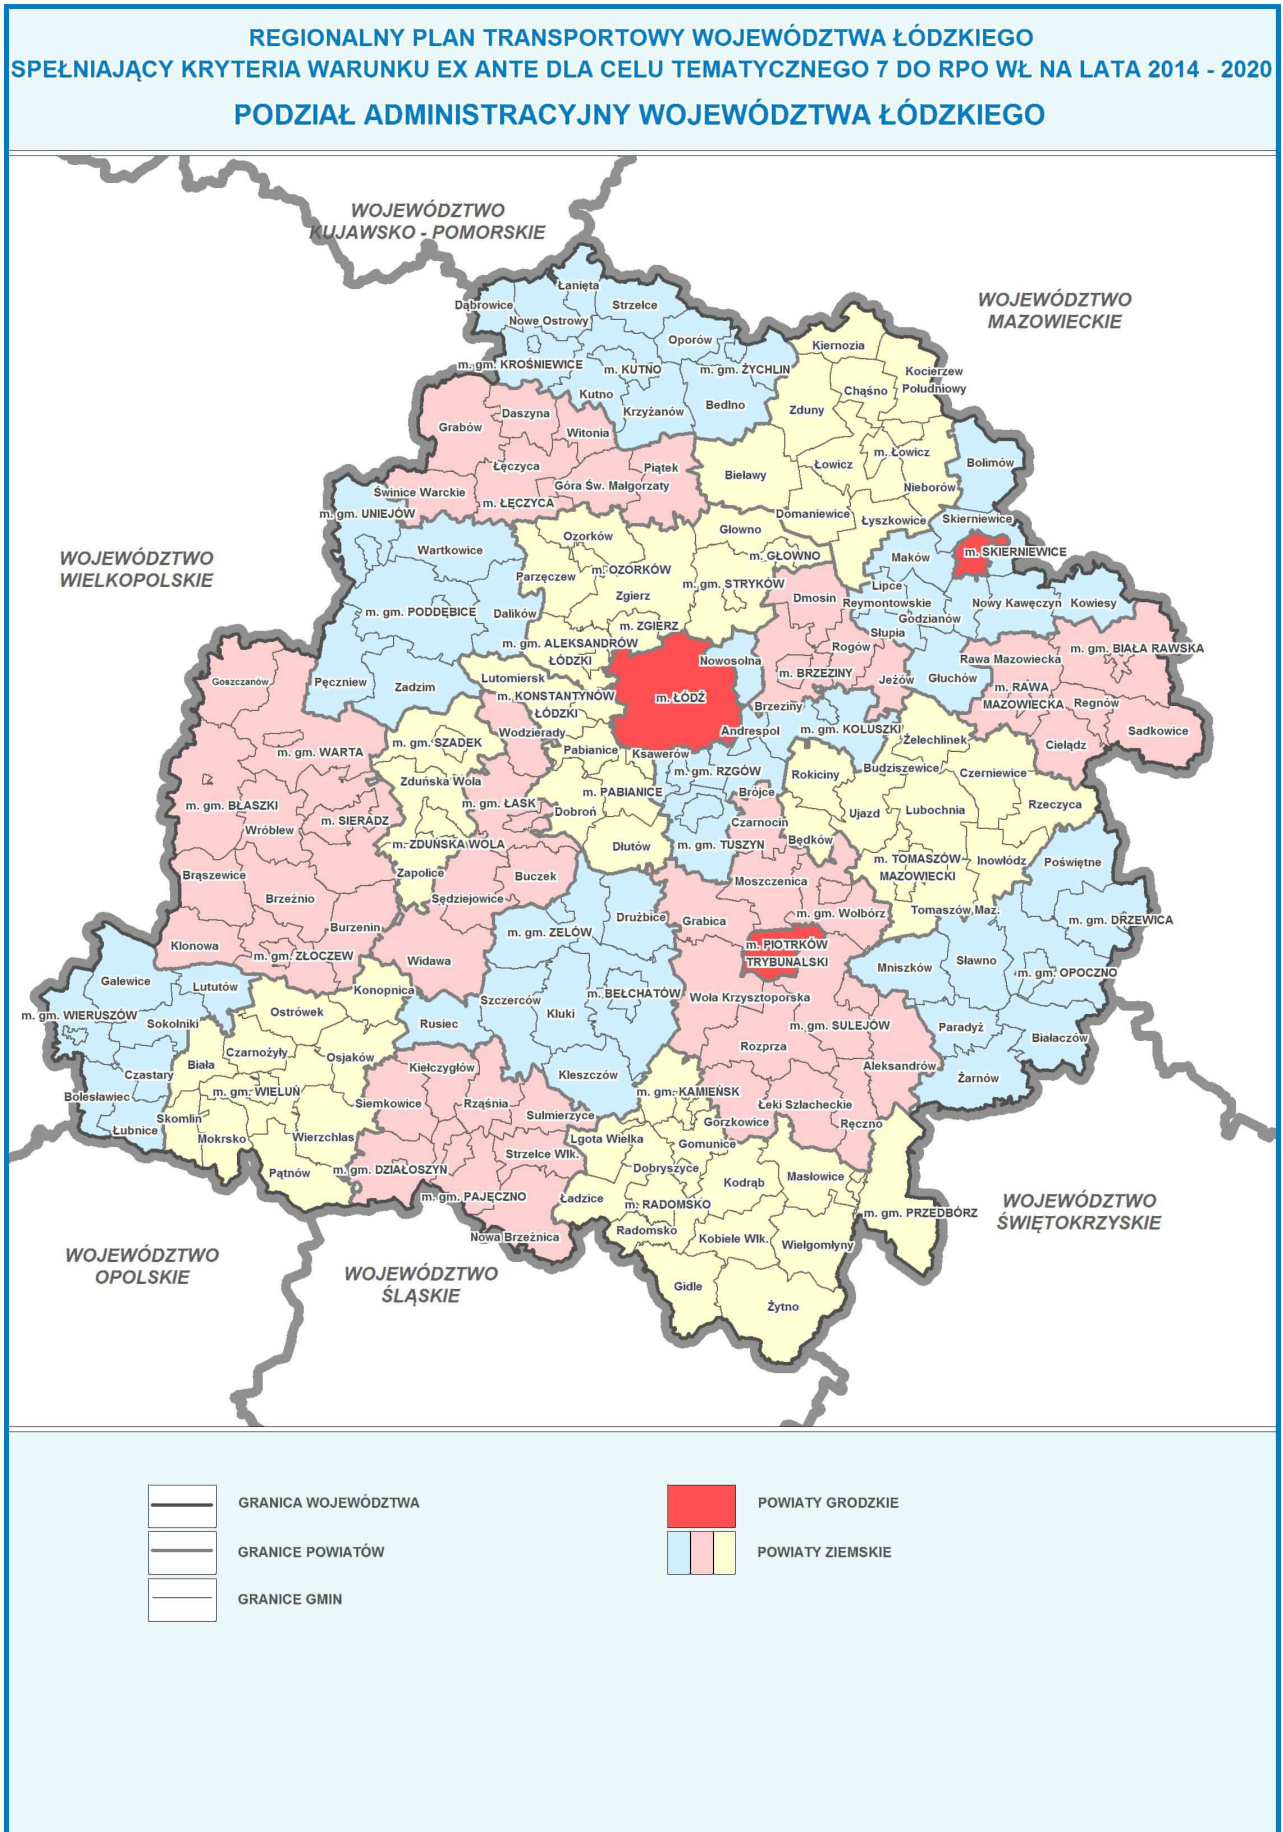 REGIONALNY PLAN TRANSPORTOWY WOJEWÓDZTWA ŁÓDZKIEGO
SPEŁNIAJĄCY KRYTERIA WARUNKU EX ANTE DLA CELU TEMATYCZNEGO 7 DO RPO WŁ NA LATA 2014 - 2020
PODZIAŁ ADMINISTRACYJNY WOJEWÓDZTWA ŁÓDZKIEGO
WOJEWÓDZTWO
KUJAWSKO - POMORSKIE
WOJEWÓDZTWO
MAZOWIECKIE
Łanięta
Dąbrowice
Strzelce
Nowe Ostrowy
Oporów
Kiernozia
m. gm. KROŚNIEWICE
m. KUTNO
m. gm. ŻYCHLIN
Kocierzew
Południowy
Chąśno
Kutno
Krzyżanów
Bedlno
Zduny
Daszyna
Grabów
Witonia
m. Łowicz
Bolimów
Łęczyca
Piątek
Bielawy
Łowicz
Góra Św. Małgorzaty
Nieborów
Świnice Warckie
m. ŁĘCZYCA
m. gm. UNIEJÓW
Domaniewice
Łyszkowice
Skierniewice
Głowno
Ozorków
Wartkowice
m. GŁOWNO
Maków
m. SKIERNIEWICE
WOJEWÓDZTWO
WIELKOPOLSKIE
Parzęczew
m. OZORKÓW
m. gm. STRYKÓW
Zgierz
Dmosin
Lipce
Reymontowskie
Nowy Kawęczyn
Kowiesy
m. gm. PODDĘBICE
Dalików
Godzianów
m. ZGIERZ
Słupia
m. gm. ALEKSANDRÓW
ŁÓDZKI
Rogów
m. gm. BIAŁA RAWSKA
Nowosolna
Rawa Mazowiecka
m. BRZEZINY
Jeżów
Głuchów
Goszczanów
Pęczniew
Zadzim
Lutomiersk
m. RAWA
MAZOWIECKA
m. KONSTANTYNÓW
ŁÓDZKI
m. ŁÓDŹ
Regnów
Brzeziny
Sadkowice
Wodzierady
Andrespol
m. gm. KOLUSZKI
Żelechlinek
Cielądz
m. gm. SZADEK
m. gm. WARTA
Pabianice
Ksawerów
m. gm. RZGÓW
Rokiciny
Budziszewice
Czerniewice
Zduńska Wola
m. PABIANICE
Brójce
m. gm. ŁASK
Rzeczyca
m. gm. BŁASZKI
Dobroń
Ujazd
Lubochnia
m. SIERADZ
Czarnocin
Wróblew
Będków
m. ZDUŃSKA WOLA
Dłutów
m. gm. TUSZYN
m. TOMASZÓW
MAZOWIECKI
Inowłódz
Poświętne
Zapolice
Brąszewice
Buczek
Moszczenica
Brzeźnio
Sędziejowice
Tomaszów Maz.
m. gm. Wolbórz
Drużbice
Grabica
m. gm. DRZEWICA
Burzenin
m. gm. ZELÓW
Klonowa
m. PIOTRKÓW
TRYBUNALSKI
m. gm. ZŁOCZEW
Widawa
Sławno
Mniszków
m. gm. OPOCZNO
Galewice
Lututów
Konopnica
m. BEŁCHATÓW
Wola Krzysztoporska
Szczerców
Ostrówek
Kluki
m. gm. WIERUSZÓW
Sokolniki
Rusiec
m. gm. SULEJÓW
Paradyż
Białaczów
Rozprza
Czarnożyły
Osjaków
Biała
Kiełczygłów
Aleksandrów
Czastary
Kleszczów
Żarnów
m. gm. WIELUŃ
m. gm. KAMIEŃSK
Bolesławiec
Siemkowice
Rząśnia
Łeki Szlacheckie
Sulmierzyce
Skomlin
Gorzkowice
Ręczno
Łubnice
Mokrsko
Wierzchlas
Lgota Wielka
Gomunice
Strzelce Wlk.
Pątnów
m. gm. DZIAŁOSZYN
Dobryszyce
Kodrąb
Masłowice
m. gm. PAJĘCZNO
Ładzice
m. RADOMSKO
m. gm. PRZEDBÓRZ
WOJEWÓDZTWO
ŚWIĘTOKRZYSKIE
Radomsko
Nowa Brzeźnica
Kobiele Wlk.
Wielgomłyny
WOJEWÓDZTWO
OPOLSKIE
WOJEWÓDZTWO
ŚLĄSKIE
Gidle
Żytno
GRANICA WOJEWÓDZTWA
POWIATY GRODZKIE
GRANICE POWIATÓW
POWIATY ZIEMSKIE
GRANICE GMIN